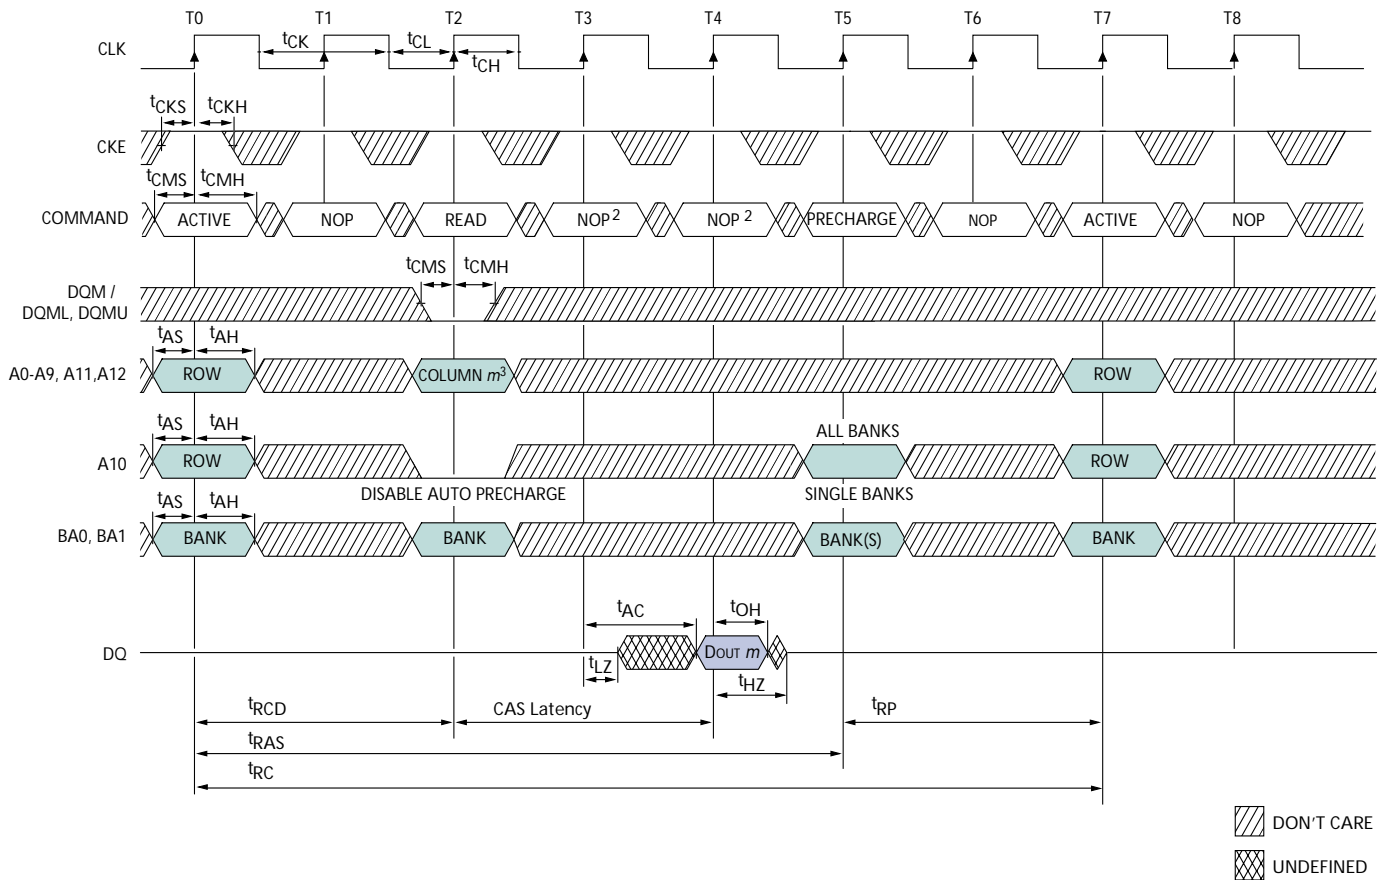 T0 T1 T2 T3 T4 T5 T6 T7 T8
CLK tCK tCL tCH
tCKS tCKH
CKE
tCMS tCMH
COMMAND ACTIVE NOP READ NOP 2 NOP 2 PRECHARGE NOP ACTIVE NOP
tCMS tCMH
DQM /
DQML, DQMU
tAS tAH
A0-A9, A11,A12 ROW COLUMN m3 ROW
tAS tAH ALL BANKS
A10 ROW ROW
DISABLE AUTO PRECHARGE SINGLE BANKS
tAS tAH
BA0, BA1 BANK BANK BANK(S) BANK
tAC tOH
DQ DOUT m
tLZ tHZ
tRCD CAS Latency tRP
tRAS
tRC
DON'T CARE
UNDEFINED